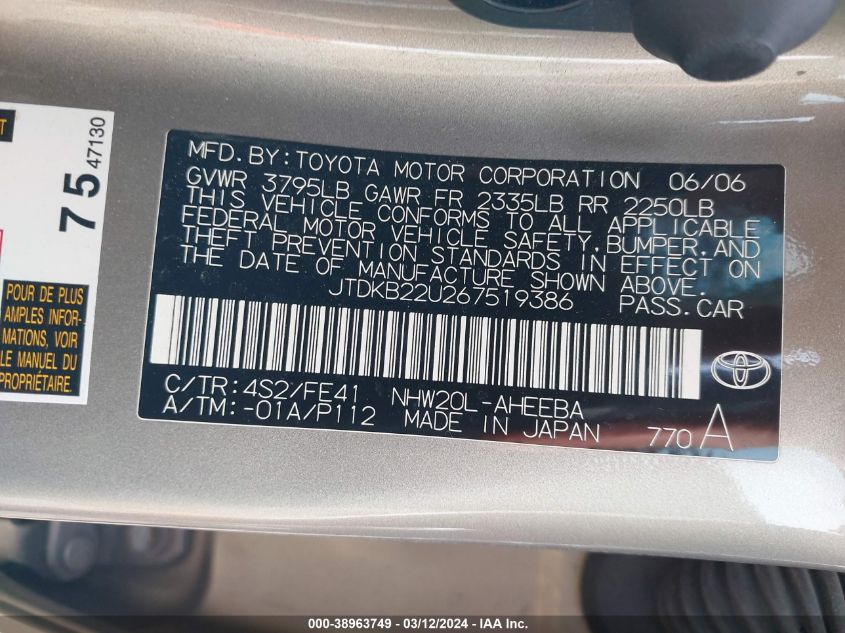 T
75
47130
POUR DE PLUS
AMPLES INFOR-
MATIONS, VOIR
LE MANUEL DU
PROPRIÉTAIRE.
MFD. BY: TOYOTA MOTOR CORPORATION 06/06
GVWR 3795LB GAWR FR 2335LB RR 2250LB
THIS VEHICLE CONFORMS TO ALL APPLICABLE
FEDERAL MOTOR VEHICLE SAFETY, BUMPER, AND
THEFT PREVENTION STANDARDS IN EFFECT ON
THE DATE OF MANUFACTURE SHOWN ABOVE.
JTDKB22U267519386 PASS. CAR
C/TR: 4S2/FE41 NHW20L-AHEEBA
A/TM: -01A/P112 MADE IN JAPAN 770 A
000-38963749 - 03/12/2024 - IAA Inc.